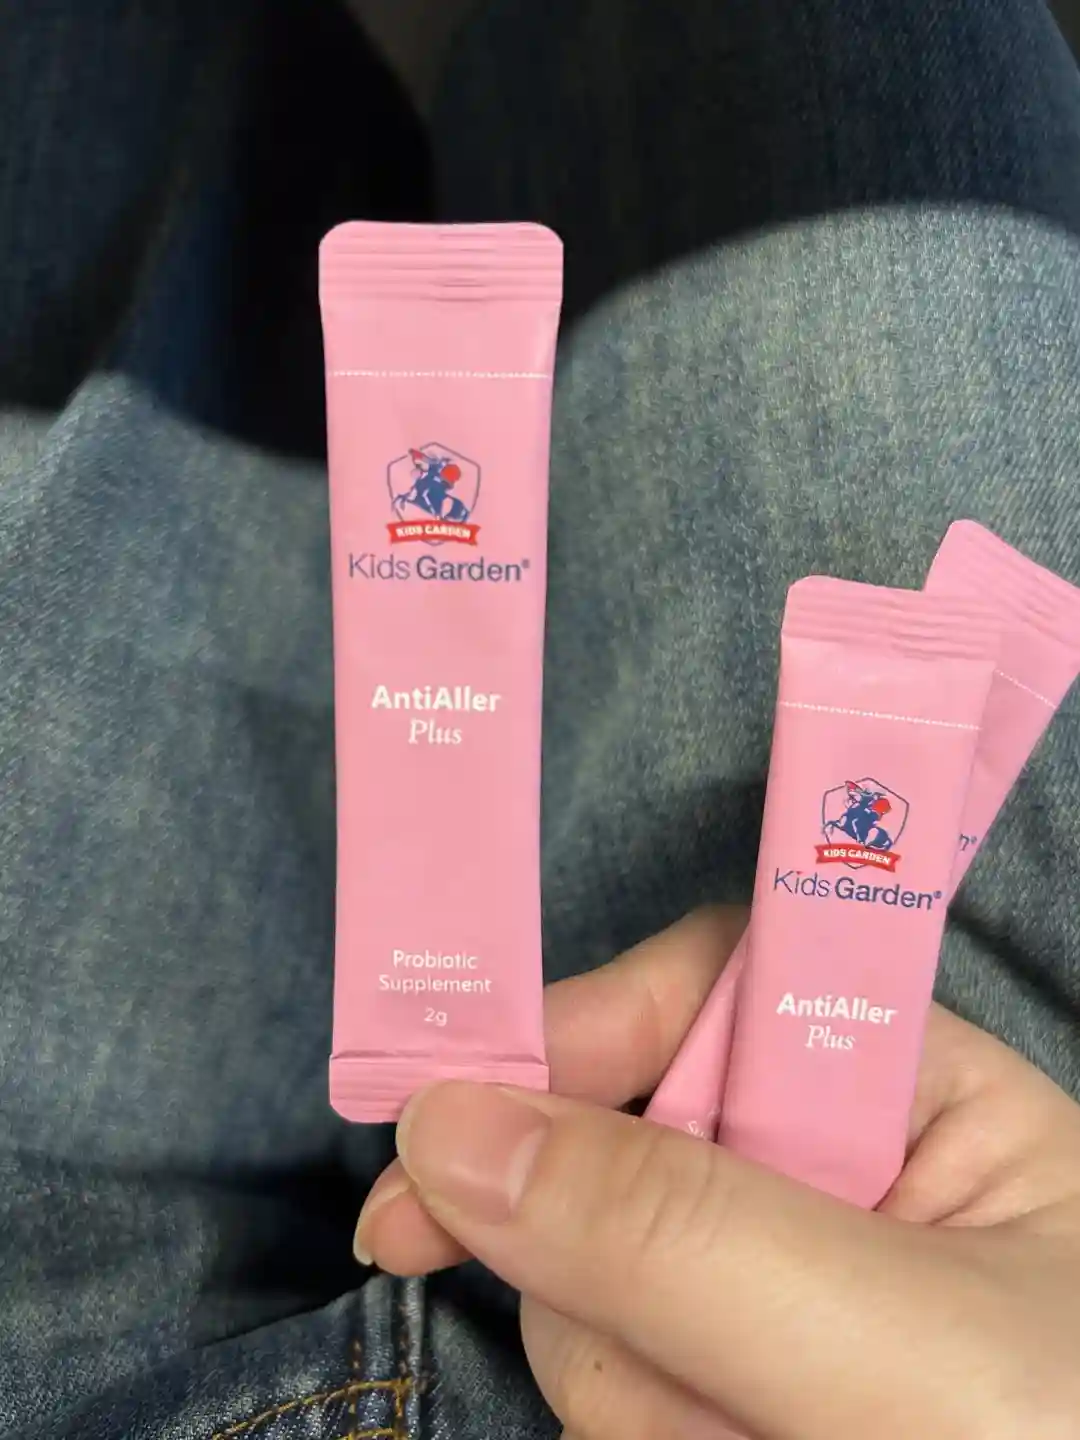 KIDS GARDEN
Kids Garden®
AntiAller
Plus
Probiotic
Supplement
2g
KIDS GARDEN
Kids Garden®
AntiAller
Plus